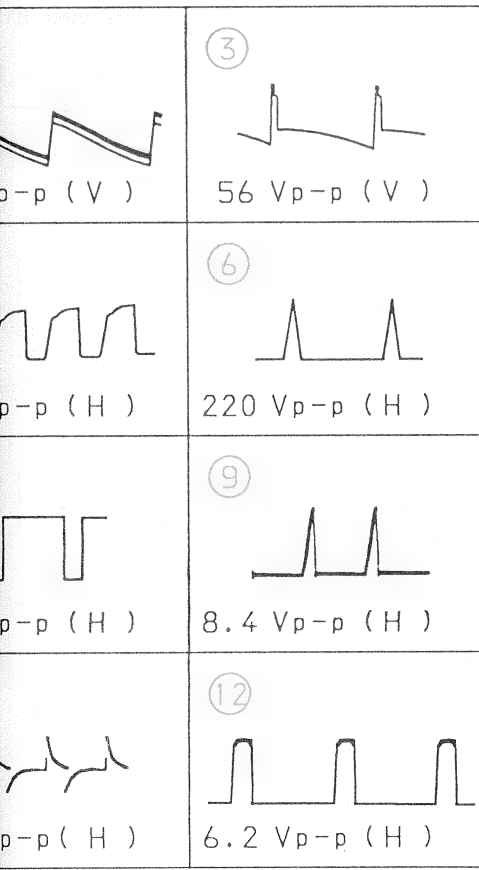 ③
p-p ( V )
56 Vp-p ( V )
⑥
p-p ( H )
220 Vp-p ( H )
⑨
p-p ( H )
8.4 Vp-p ( H )
⑫
p-p ( H )
6.2 Vp-p ( H )